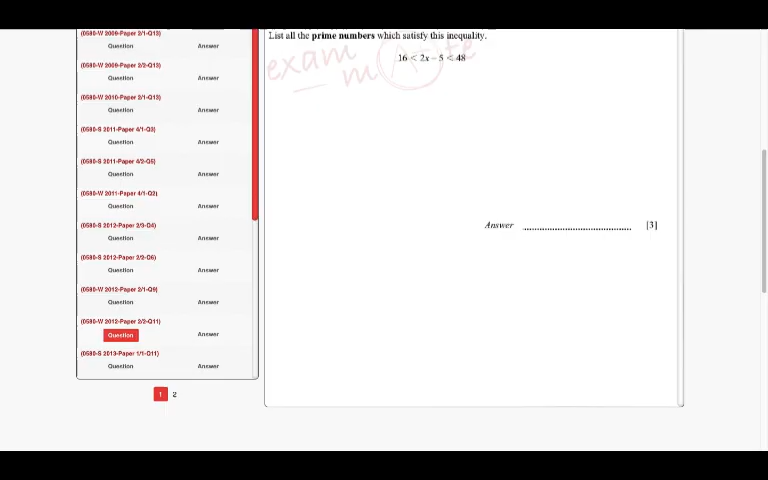 (0580-W 2009-Paper 2/1-Q13)
Question Answer
(0580-W 2009-Paper 2/2-Q13)
Question Answer
(0580-W 2010-Paper 2/1-Q13)
Question Answer
(0580-S 2011-Paper 4/1-Q3)
Question Answer
(0580-S 2011-Paper 4/2-Q5)
Question Answer
(0580-W 2011-Paper 4/1-Q2)
Question Answer
(0580-S 2012-Paper 2/3-Q4)
Question Answer
(0580-S 2012-Paper 2/2-Q6)
Question Answer
(0580-W 2012-Paper 2/1-Q9)
Question Answer
(0580-W 2012-Paper 2/2-Q11)
Question Answer
(0580-S 2013-Paper 1/1-Q11)
Question Answer
1 2
List all the prime numbers which satisfy this inequality.
16 < 2x – 5 < 48
exam
m A+ te
Answer ........................................ [3]